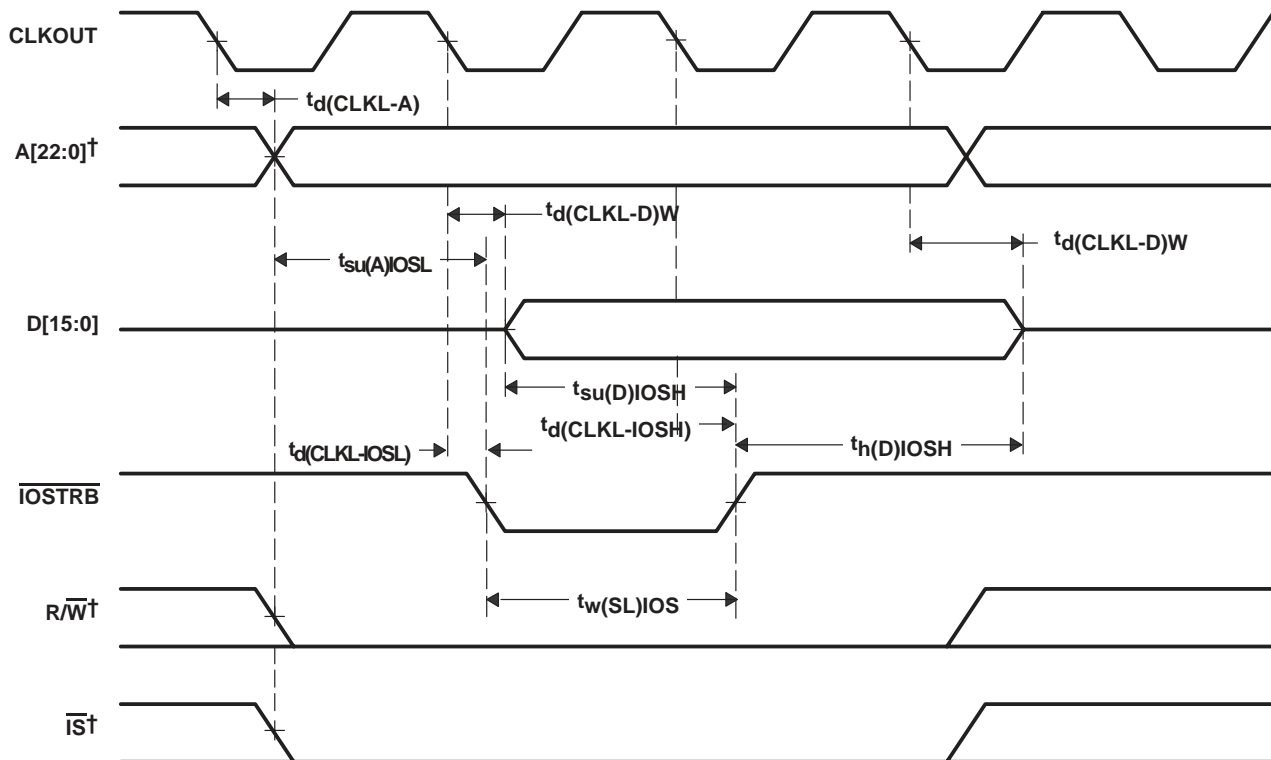 CLKOUT
td(CLKL-A)
A[22:0]†
td(CLKL-D)W
td(CLKL-D)W
tsu(A)IOSL
D[15:0]
tsu(D)IOSH
td(CLKL-IOSH)
td(CLKL-IOSL)
th(D)IOSH
IOSTRB
tw(SL)IOS
R/W†
IS†